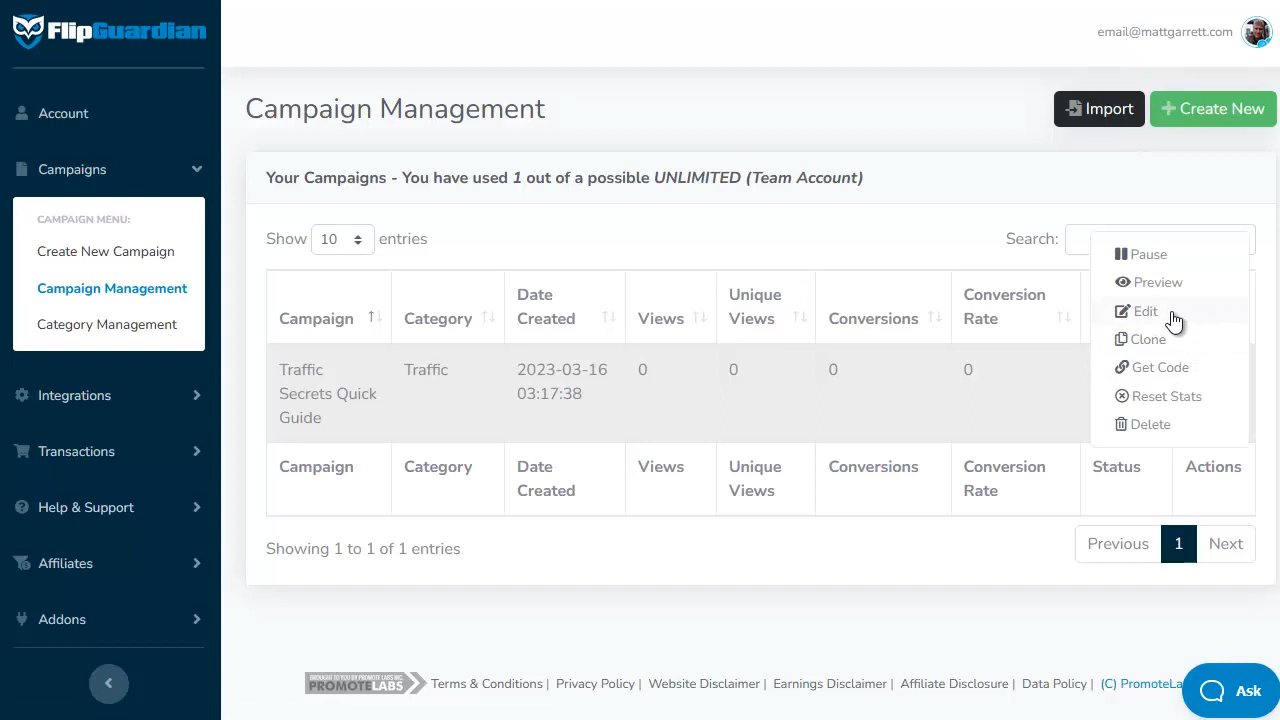 FlipGuardian
email@mattgarrett.com
Account
Campaigns
CAMPAIGN MENU:
Create New Campaign
Campaign Management
Category Management
Integrations
Transactions
Help & Support
Affiliates
Addons
Campaign Management
Import
Create New
Your Campaigns - You have used 1 out of a possible UNLIMITED (Team Account)
Show 10 entries
Search:
Campaign
Category
Date
Created
Views
Unique
Views
Conversions
Conversion
Rate
Traffic
Secrets Quick
Guide
Traffic
2023-03-16
03:17:38
0
0
0
0
Pause
Preview
Edit
Clone
Get Code
Reset Stats
Delete
Campaign
Category
Date
Created
Views
Unique
Views
Conversions
Conversion
Rate
Status
Actions
Showing 1 to 1 of 1 entries
Previous 1 Next
BROUGHT TO YOU BY PROMOTE LABS INC.
PROMOTELABS
Terms & Conditions | Privacy Policy | Website Disclaimer | Earnings Disclaimer | Affiliate Disclosure | Data Policy | (C) PromoteLa
Ask